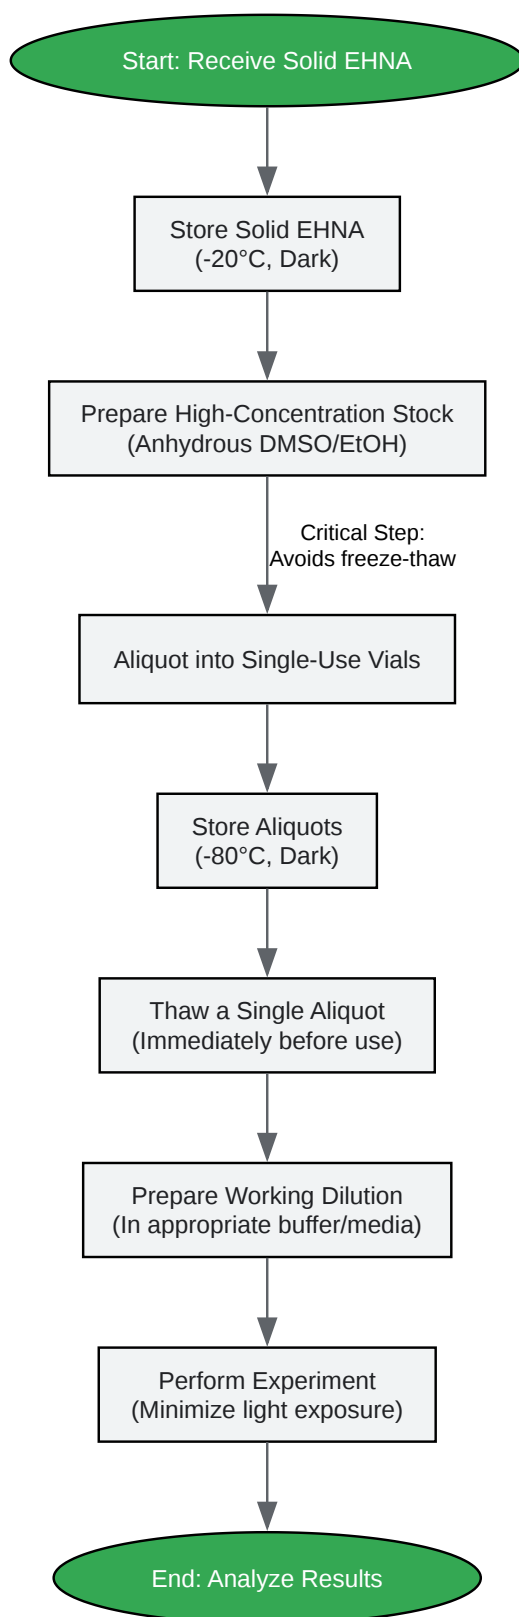 Start: Receive Solid EHNA
Store Solid EHNA
(-20°C, Dark)
Prepare High-Concentration Stock
(Anhydrous DMSO/EtOH)
Critical Step:
Avoids freeze-thaw
Aliquot into Single-Use Vials
Store Aliquots
(-80°C, Dark)
Thaw a Single Aliquot
(Immediately before use)
Prepare Working Dilution
(In appropriate buffer/media)
Perform Experiment
(Minimize light exposure)
End: Analyze Results